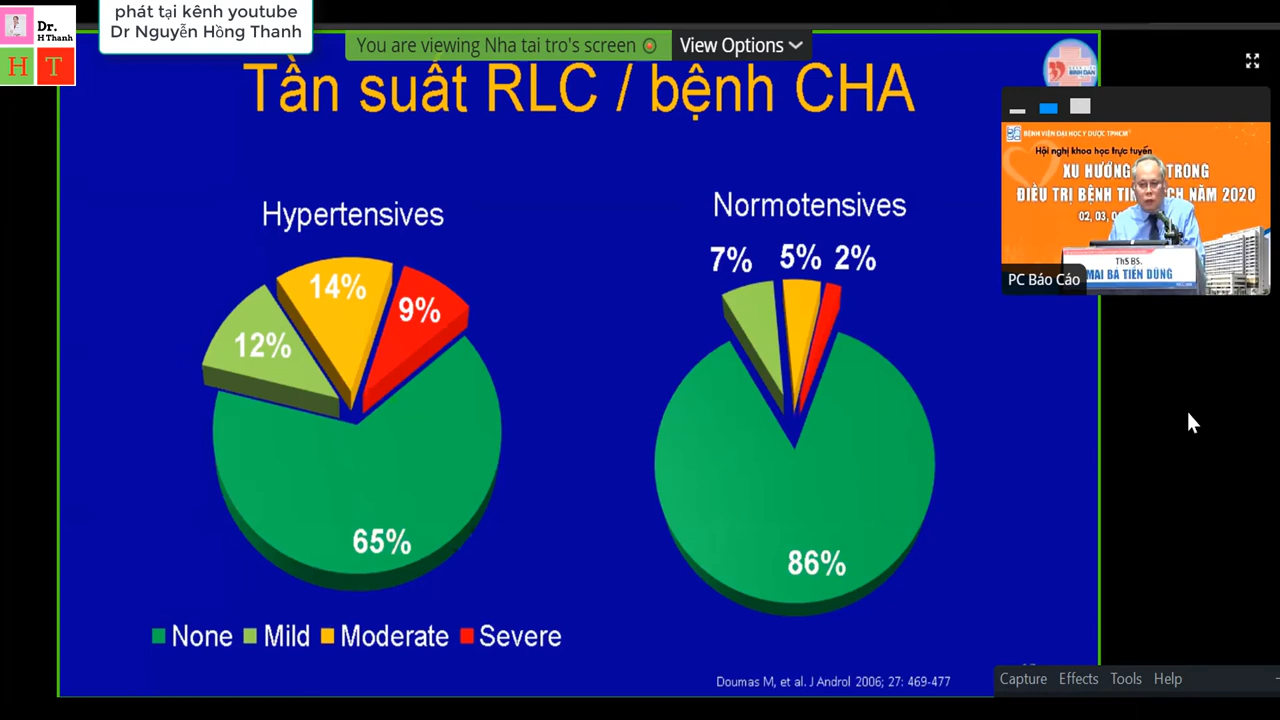 phát tại kênh youtube
Dr Nguyễn Hồng Thanh
Dr.
H Thanh
H T
You are viewing Nha tai tro's screen
View Options
Tần suất RLC / bệnh CHA
BÌNH DÂN
BỆNH VIỆN ĐẠI HỌC Y DƯỢC TPHCM
Hội nghị khoa học trực tuyến
XU HƯỚNG TRONG
ĐIỀU TRỊ BỆNH TIM CH NĂM 2020
02, 03,
ThS BS.
MAI BÁ TIẾN DŨNG
PC Báo Cáo
Hypertensives
Normotensives
7% 5% 2%
14%
9%
12%
65%
86%
None Mild Moderate Severe
Doumas M, et al. J Androl 2006; 27: 469-477
Capture Effects Tools Help